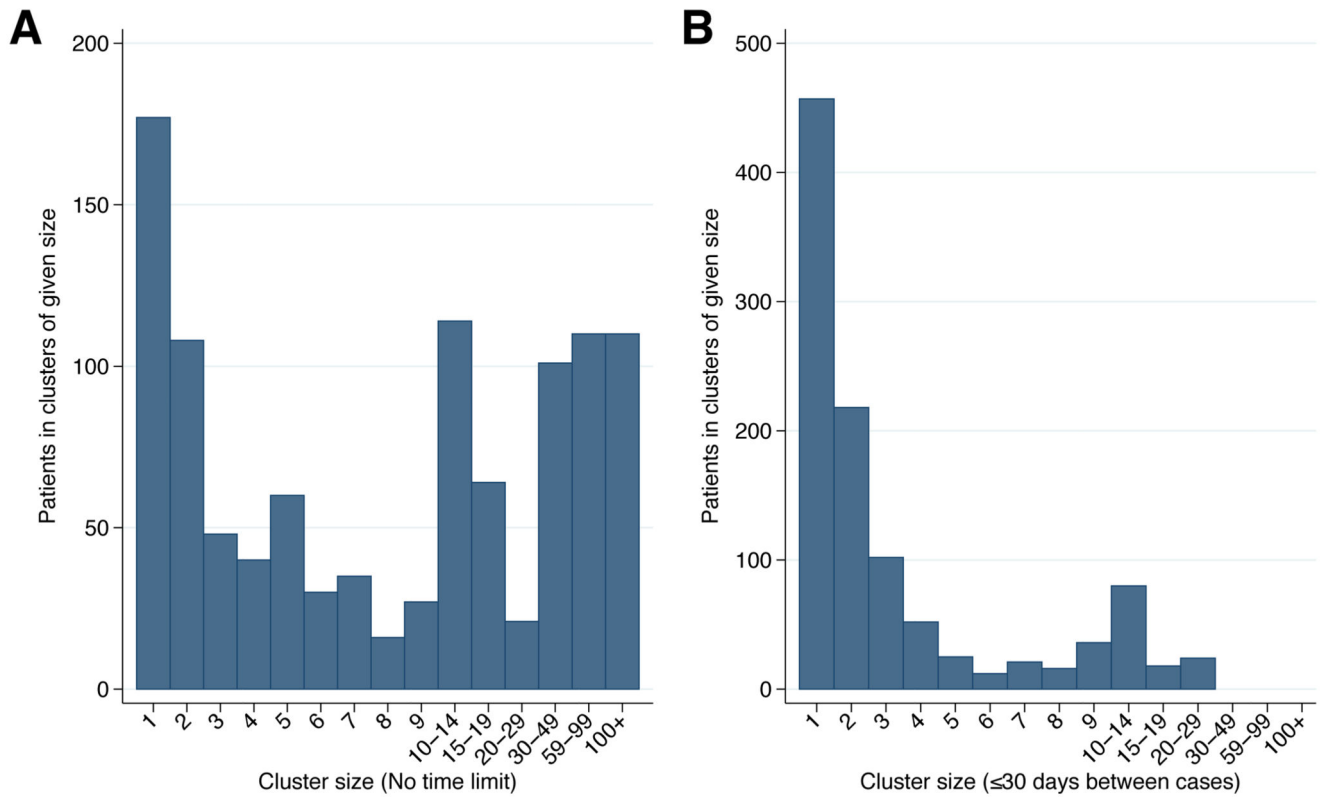 A
200
150
100
50
0
Patients in clusters of given size
1 2 3 4 5 6 7 8 9 10–14 15–19 20–29 30–49 59–99 100+
Cluster size (No time limit)
B
500
400
300
200
100
0
Patients in clusters of given size
1 2 3 4 5 6 7 8 9 10–14 15–19 20–29 30–49 59–99 100+
Cluster size (≤30 days between cases)